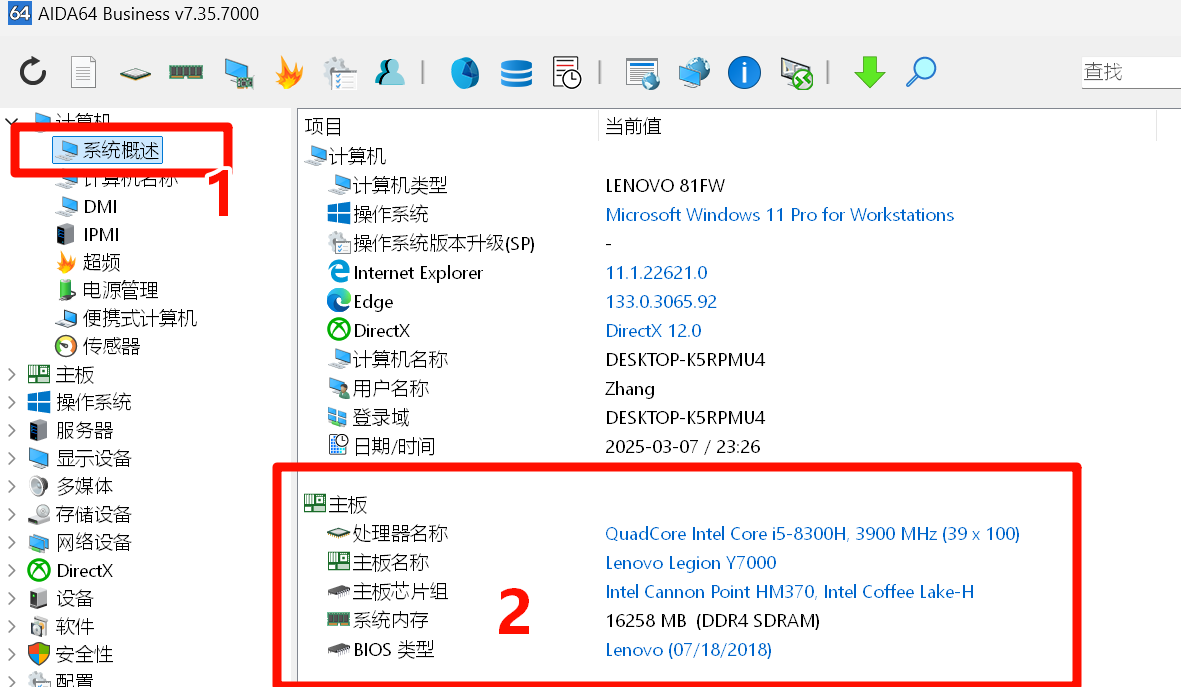 64 AIDA64 Business v7.35.7000
查找
计算机
系统概述
1
计算机名称
DMI
IPMI
超频
电源管理
便携式计算机
传感器
主板
操作系统
服务器
显示设备
多媒体
存储设备
网络设备
DirectX
设备
软件
安全性
配置
项目 当前值
计算机
计算机类型 LENOVO 81FW
操作系统 Microsoft Windows 11 Pro for Workstations
操作系统版本升级(SP) -
Internet Explorer 11.1.22621.0
Edge 133.0.3065.92
DirectX DirectX 12.0
计算机名称 DESKTOP-K5RPMU4
用户名称 Zhang
登录域 DESKTOP-K5RPMU4
日期/时间 2025-03-07 / 23:26
主板
处理器名称 QuadCore Intel Core i5-8300H, 3900 MHz (39 x 100)
主板名称 Lenovo Legion Y7000
主板芯片组 Intel Cannon Point HM370, Intel Coffee Lake-H
系统内存 16258 MB (DDR4 SDRAM)
BIOS 类型 Lenovo (07/18/2018)
2